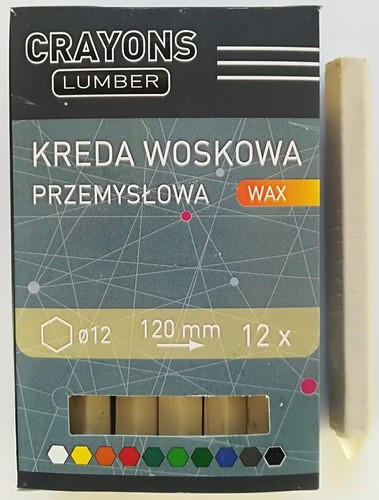 CRAYONS
LUMBER
KREDA WOSKOWA
PRZEMYSŁOWA
WAX
ø12
120 mm
12 x